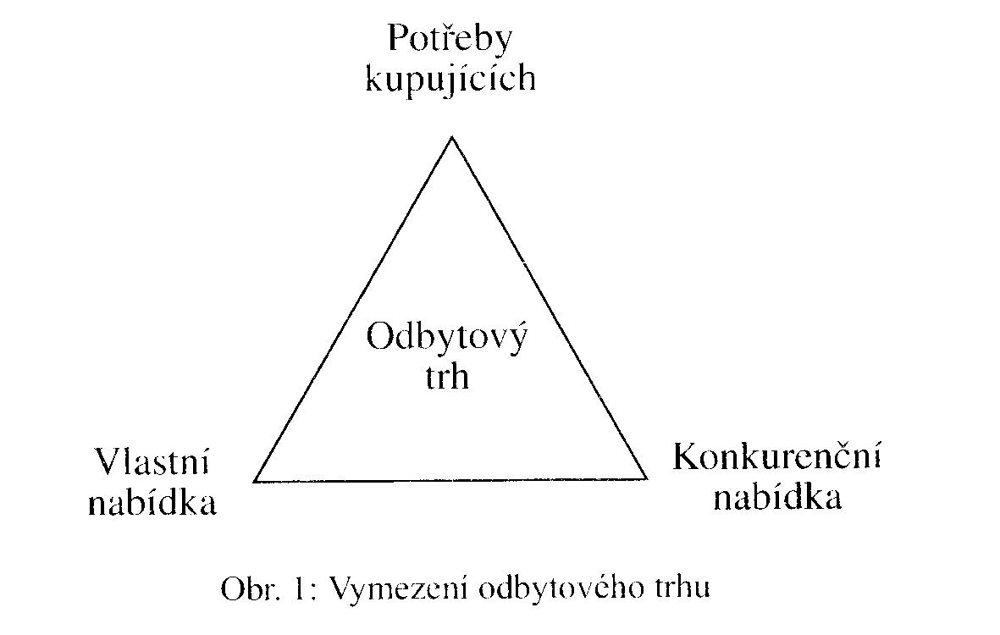 Potřeby
kupujících
Odbytový
trh
Vlastní
nabídka
Konkurenční
nabídka
Obr. 1: Vymezení odbytového trhu